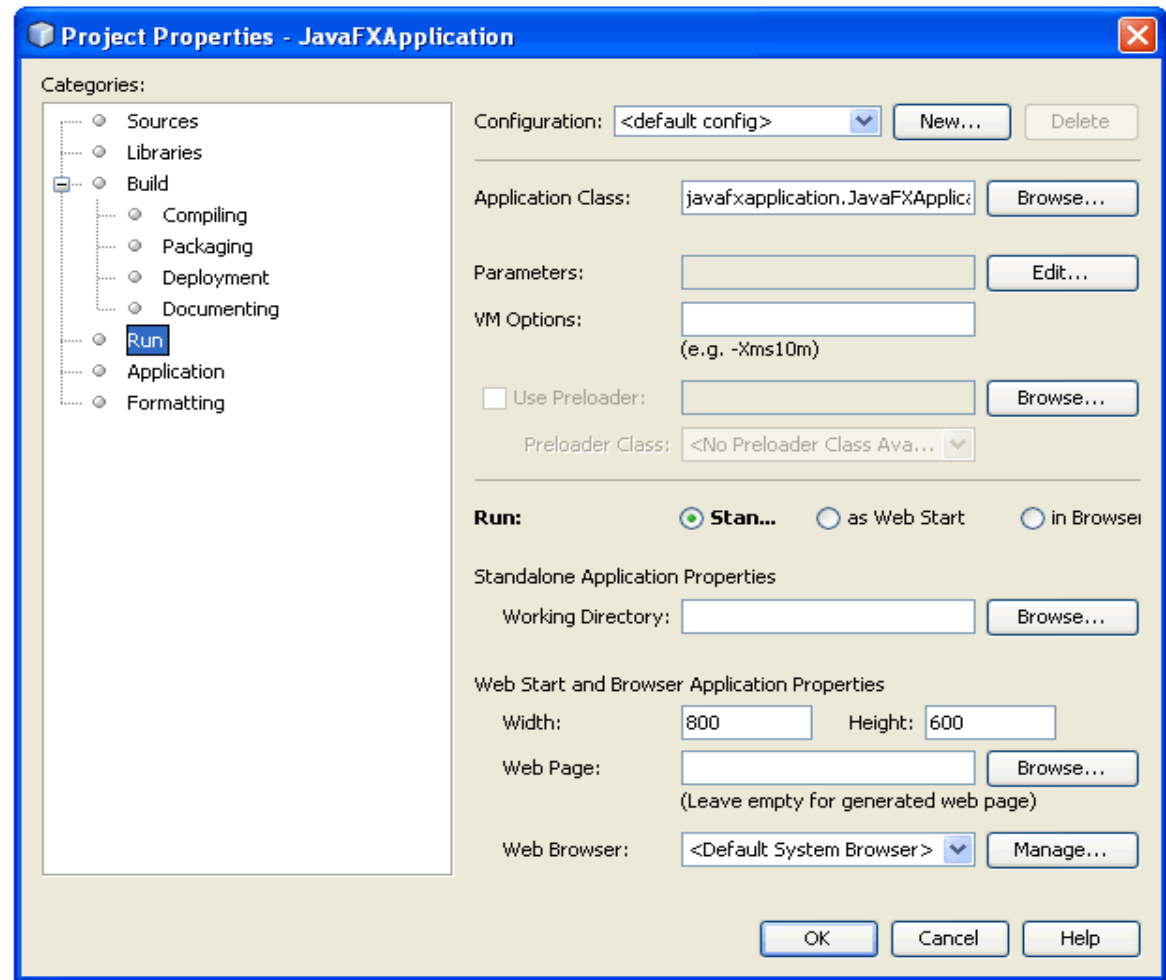 Project Properties - JavaFXApplication
Categories:
Sources
Libraries
Build
Compiling
Packaging
Deployment
Documenting
Run
Application
Formatting
Configuration: <default config> New... Delete
Application Class: javafxapplication.JavaFXApplica Browse...
Parameters: Edit...
VM Options:
(e.g. -Xms10m)
Use Preloader: Browse...
Preloader Class: <No Preloader Class Ava...
Run: Stan... as Web Start in Browser
Standalone Application Properties
Working Directory: Browse...
Web Start and Browser Application Properties
Width: 800 Height: 600
Web Page: Browse...
(Leave empty for generated web page)
Web Browser: <Default System Browser> Manage...
OK Cancel Help